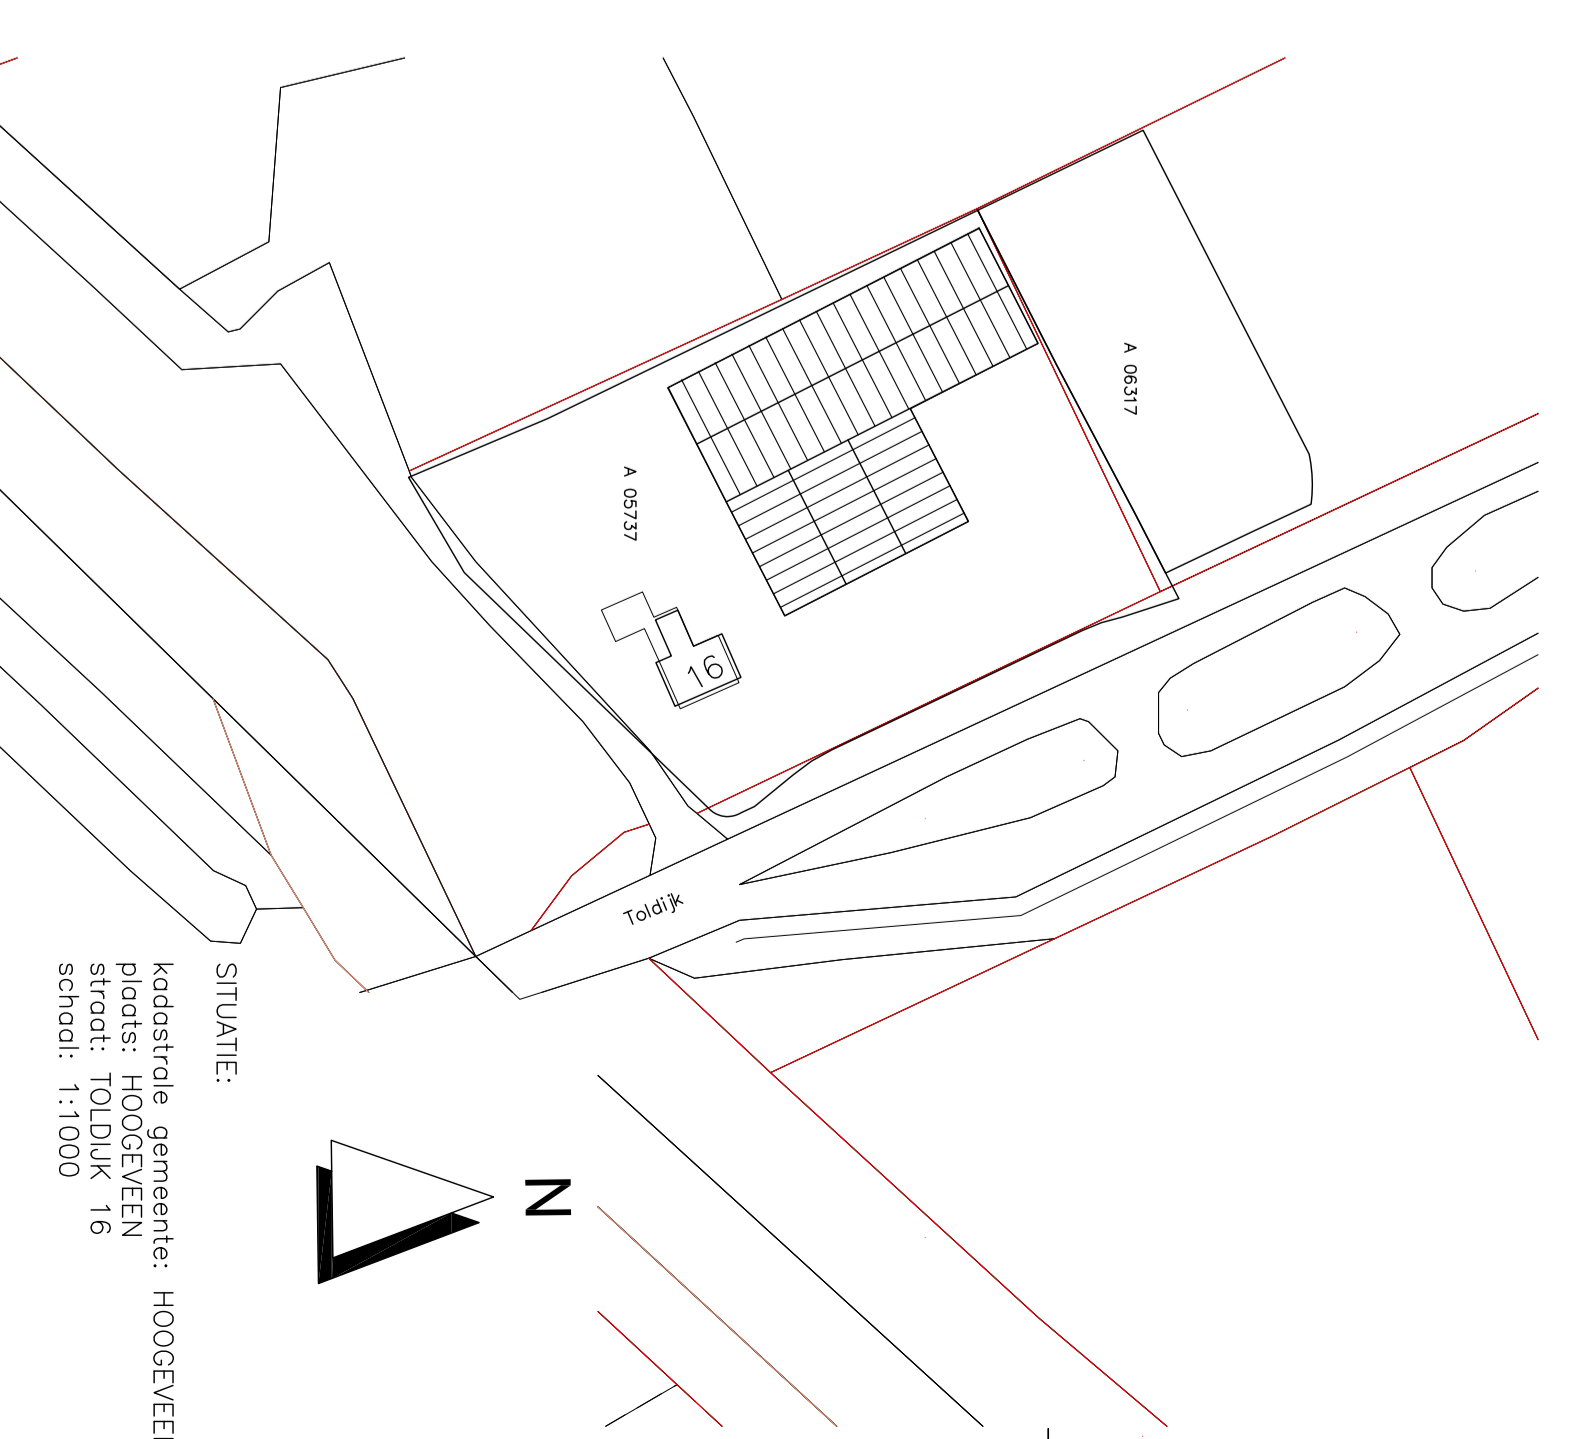 A 06317
A 05737
16
Toldijk
SITUATIE:
kadastrale gemeente: HOOGEVEEN
plaats: HOOGEVEEN
straat: TOLDIJK 16
schaal: 1:1000
N